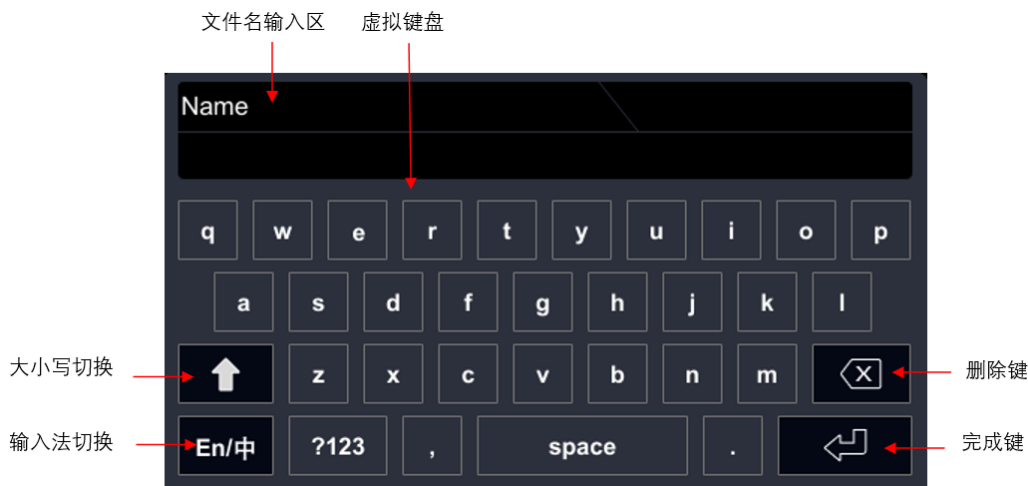 文件名输入区 虚拟键盘
Name
q w e r t y u i o p
a s d f g h j k l
大小写切换 z x c v b n m X 删除键
输入法切换 En/中 ?123 , space . 完成键